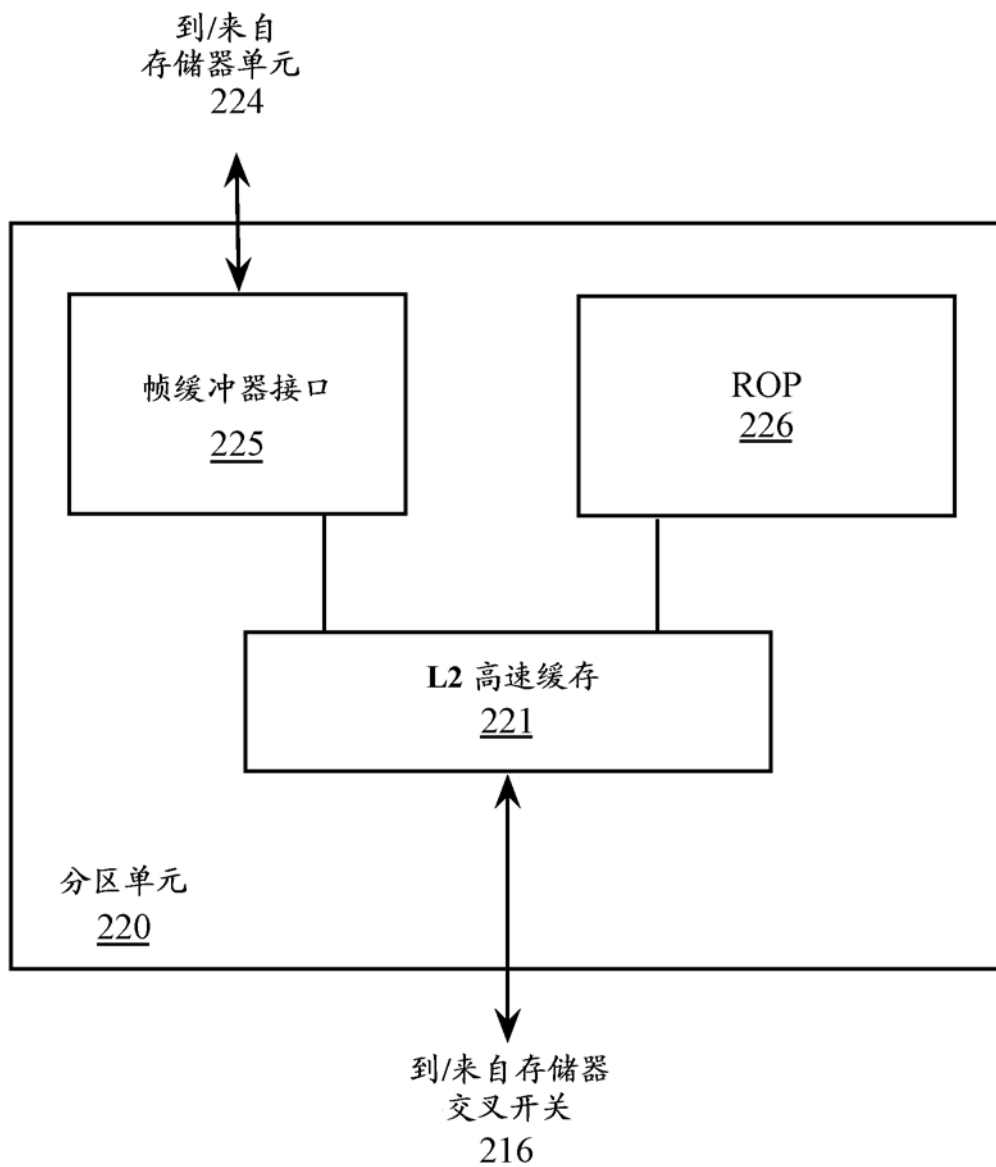 到/来自
存储器单元
224
帧缓冲器接口
225
ROP
226
L2 高速缓存
221
分区单元
220
到/来自存储器
交叉开关
216